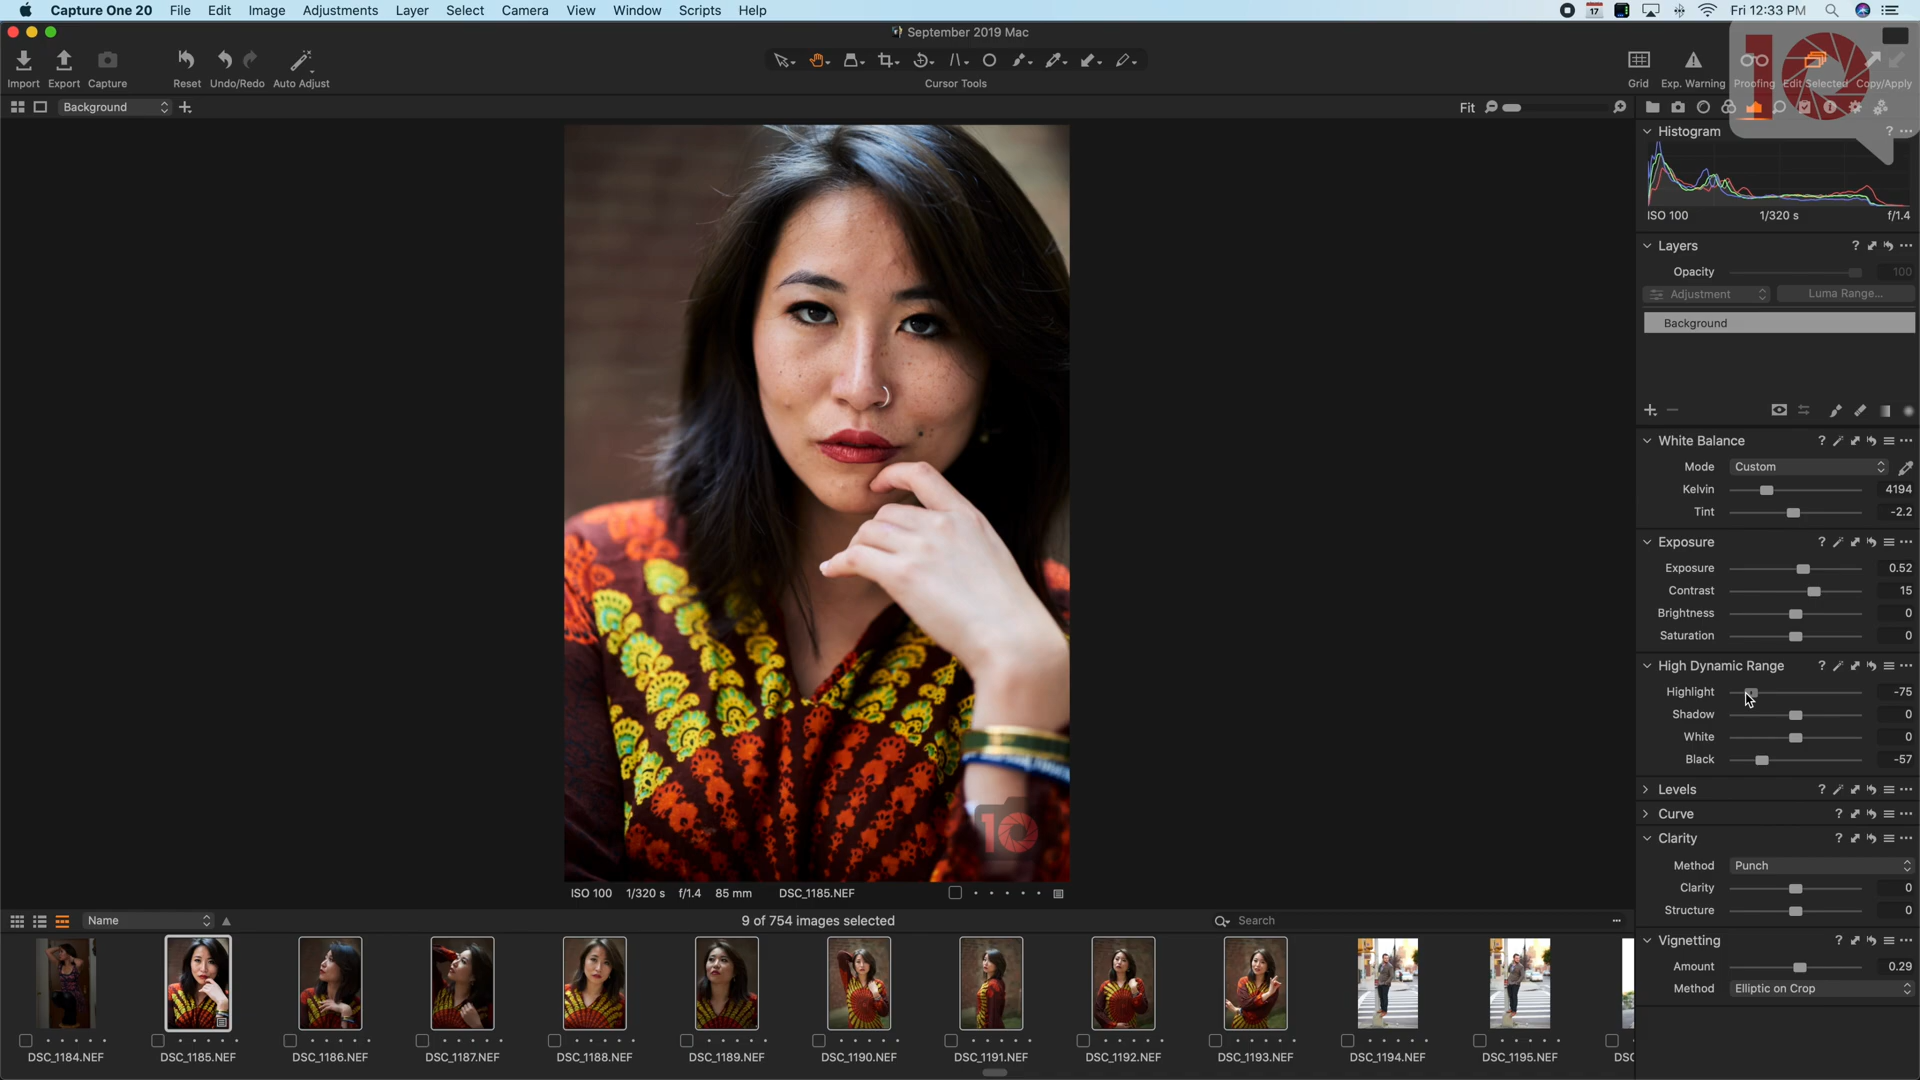 Capture One 20 File Edit Image Adjustments Layer Select Camera View Window Scripts Help
17 Fri 12:33 PM
September 2019 Mac
Import Export Capture Reset Undo/Redo Auto Adjust Cursor Tools Grid Exp. Warning Proofing Edit Selected Copy/Apply
10
Background Fit
Histogram ?
ISO 100 1/320 s f/1.4
Layers ?
Opacity 100
Adjustment Luma Range...
Background
White Balance ?
Mode Custom
Kelvin 4194
Tint -2.2
Exposure ?
Exposure 0.52
Contrast 15
Brightness 0
Saturation 0
High Dynamic Range ?
Highlight -75
Shadow 0
White 0
Black -57
Levels ?
Curve ?
Clarity ?
Method Punch
Clarity 0
Structure 0
Vignetting ?
Amount 0.29
Method Elliptic on Crop
10
ISO 100 1/320 s f/1.4 85 mm DSC_1185.NEF
Name 9 of 754 images selected Search
DSC_1184.NEF DSC_1185.NEF DSC_1186.NEF DSC_1187.NEF DSC_1188.NEF DSC_1189.NEF DSC_1190.NEF DSC_1191.NEF DSC_1192.NEF DSC_1193.NEF DSC_1194.NEF DSC_1195.NEF DSC